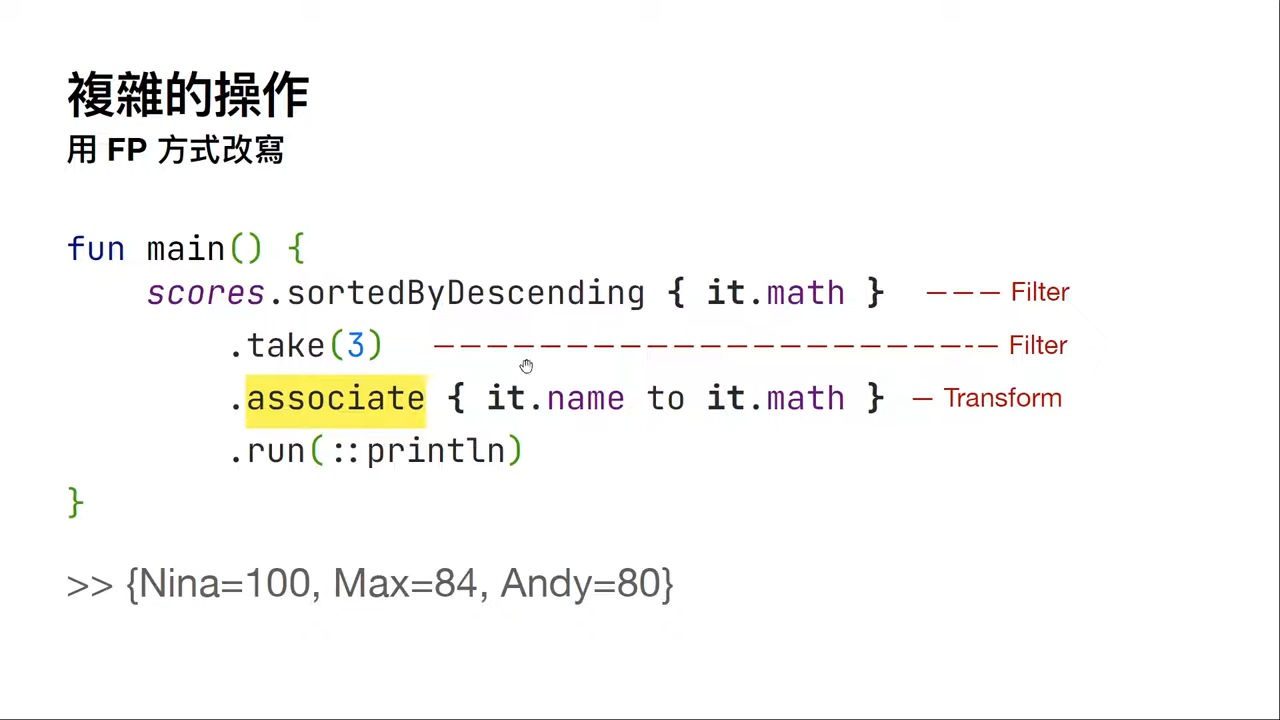 複雜的操作
用 FP 方式改寫
fun main() {
scores.sortedByDescending { it.math } ——— Filter
.take(3) —————————————————————— Filter
.associate { it.name to it.math } — Transform
.run(::println)
}
>> {Nina=100, Max=84, Andy=80}